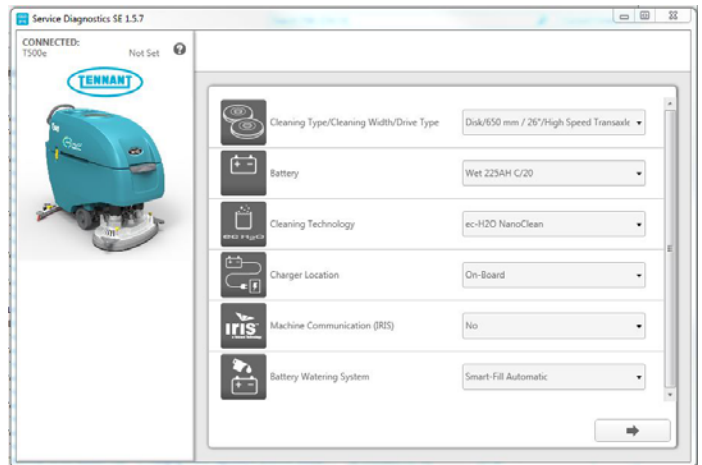 Service Diagnostics SE 1.5.7
CONNECTED:
T500e Not Set ?
TENNANT
Cleaning Type/Cleaning Width/Drive Type Disk/650 mm / 26"/High Speed Transaxle
Battery Wet 225AH C/20
ec H2O Cleaning Technology ec-H2O NanoClean
Charger Location On-Board
IRIS Machine Communication (IRIS) No
Battery Watering System Smart-Fill Automatic